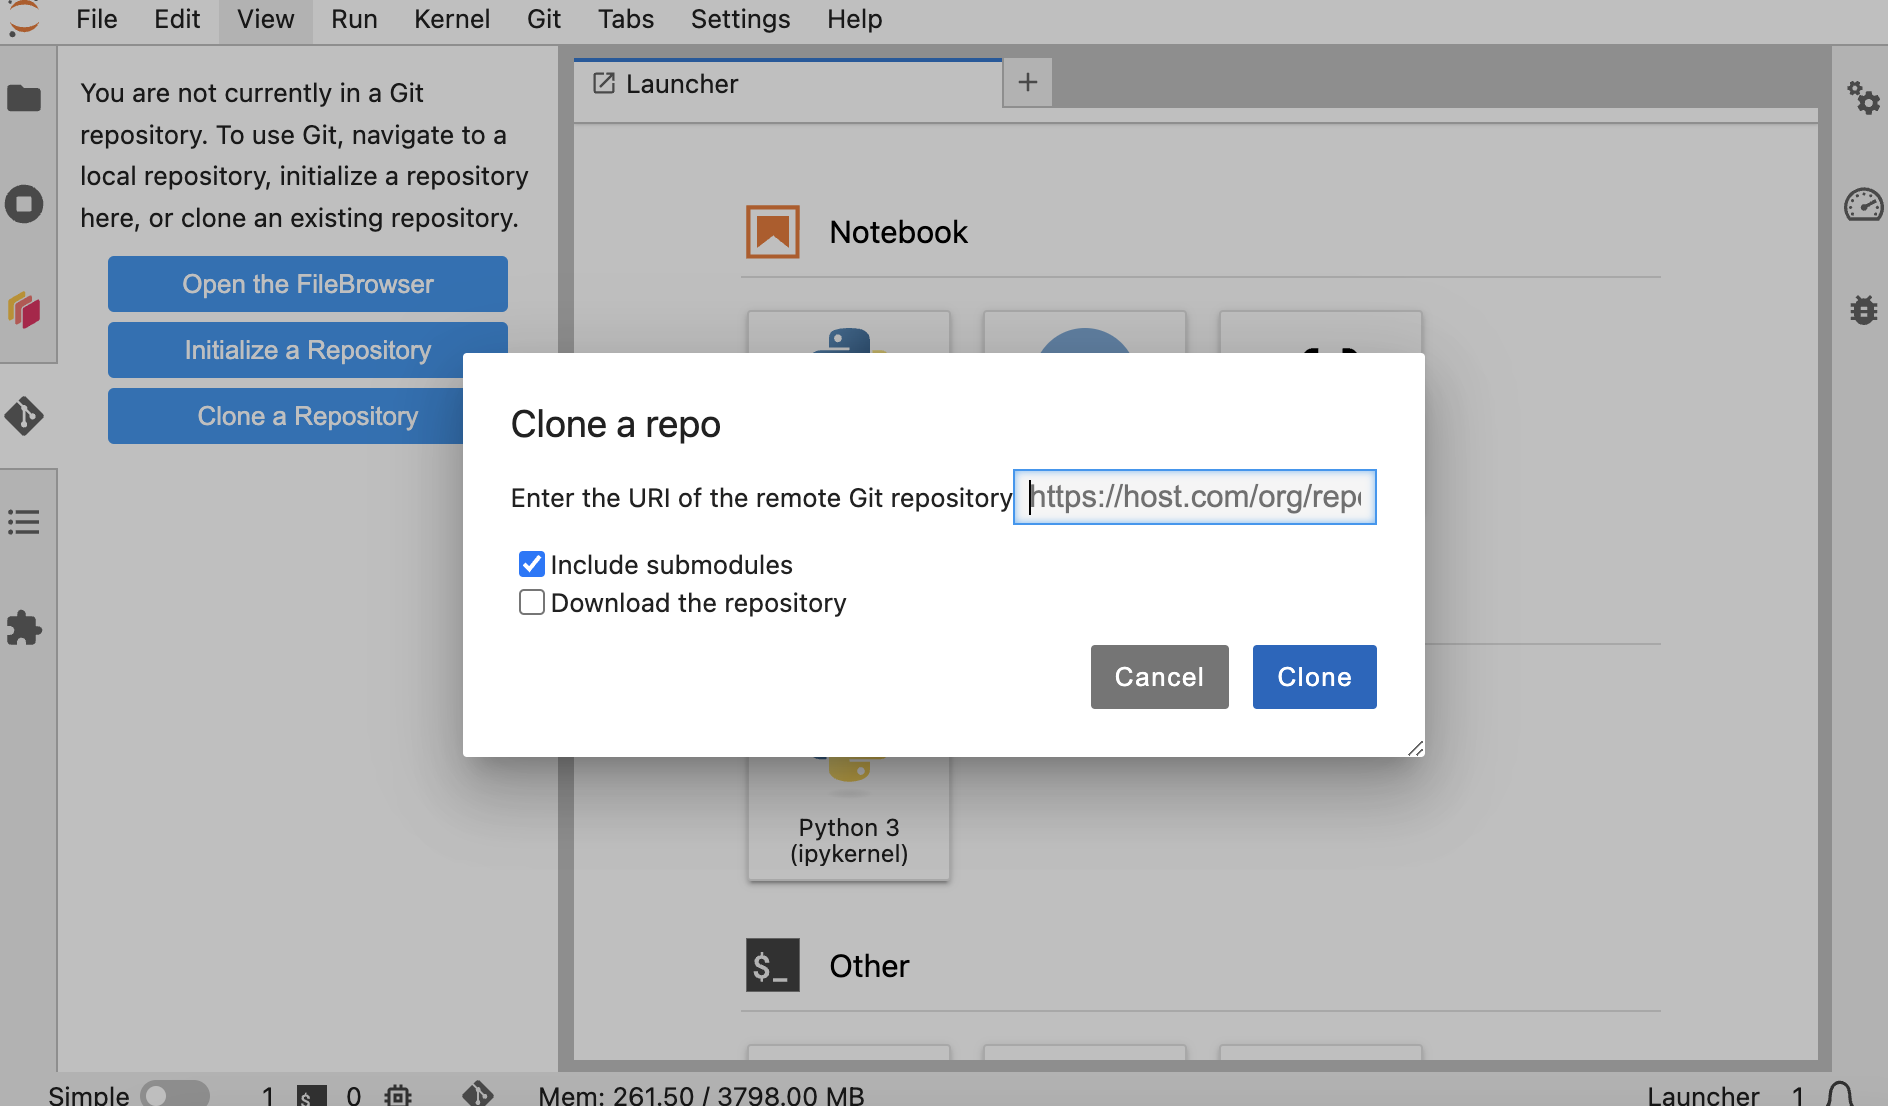 File Edit View Run Kernel Git Tabs Settings Help
You are not currently in a Git
repository. To use Git, navigate to a
local repository, initialize a repository
here, or clone an existing repository.
Open the FileBrowser
Initialize a Repository
Clone a Repository
Launcher
Notebook
Clone a repo
Enter the URI of the remote Git repository
https://host.com/org/repo
Include submodules
Download the repository
Cancel Clone
Python 3
(ipykernel)
$_ Other
Simple 1 $ 0 Mem: 261.50 / 3798.00 MB Launcher 1